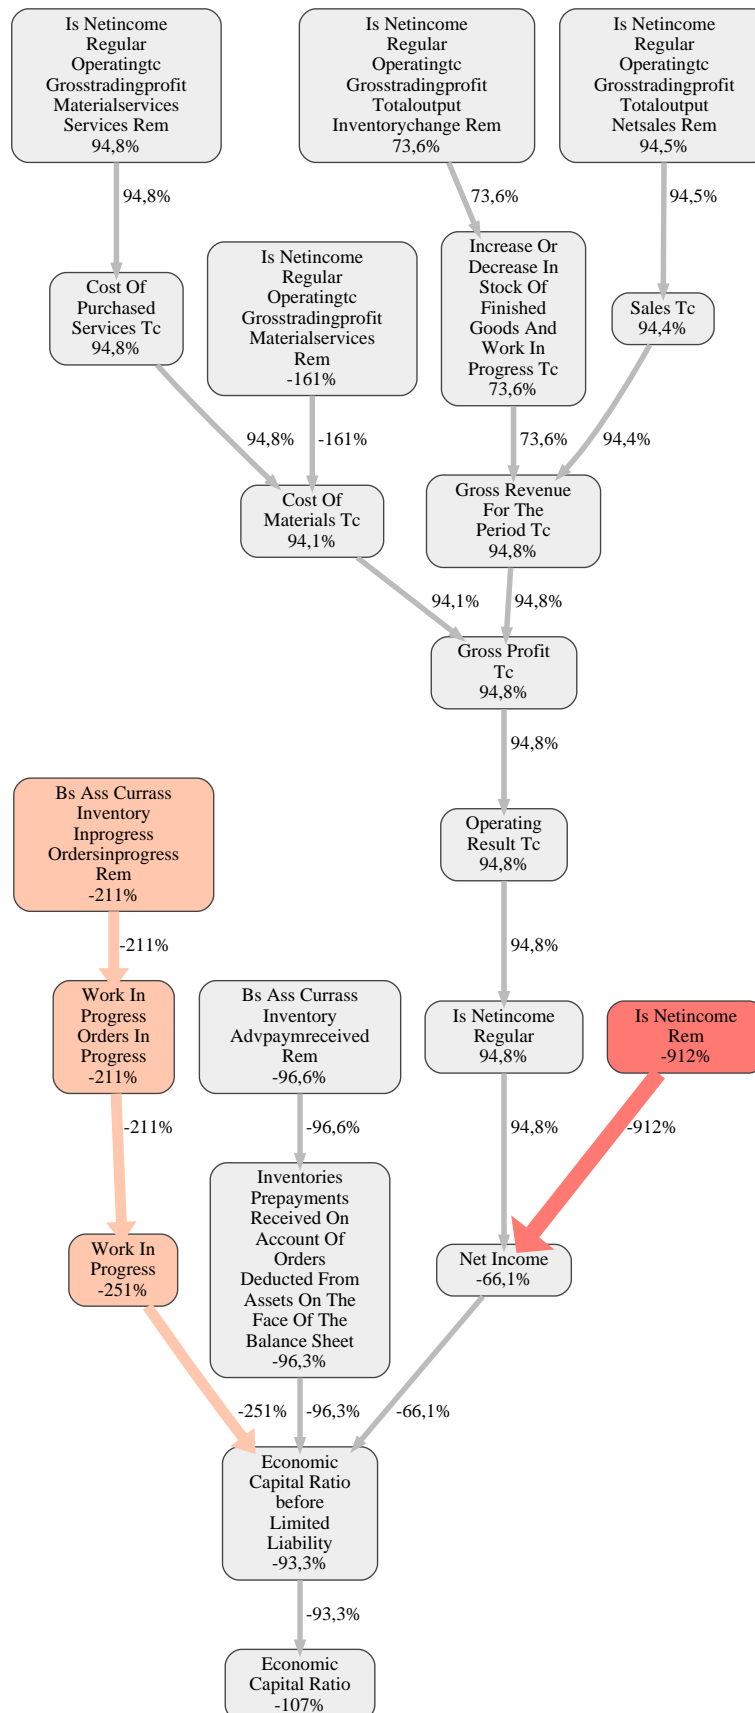 Is Netincome
Regular
Operatingtc
Grosstradingprofit
Materialservices
Services Rem
94,8%
Is Netincome
Regular
Operatingtc
Grosstradingprofit
Totaloutput
Inventorychange Rem
73,6%
Is Netincome
Regular
Operatingtc
Grosstradingprofit
Totaloutput
Netsales Rem
94,5%
94,8%
73,6%
94,5%
Cost Of
Purchased
Services Tc
94,8%
Is Netincome
Regular
Operatingtc
Grosstradingprofit
Materialservices
Rem
-161%
Increase Or
Decrease In
Stock Of
Finished
Goods And
Work In
Progress Tc
73,6%
Sales Tc
94,4%
94,8%
-161%
73,6%
94,4%
Cost Of
Materials Tc
94,1%
Gross Revenue
For The
Period Tc
94,8%
94,1%
94,8%
Gross Profit
Tc
94,8%
94,8%
Bs Ass Currass
Inventory
Inprogress
Ordersinprogress
Rem
-211%
Operating
Result Tc
94,8%
-211%
94,8%
Work In
Progress
Orders In
Progress
-211%
Bs Ass Currass
Inventory
Advpaymreceived
Rem
-96,6%
Is Netincome
Regular
94,8%
Is Netincome
Rem
-912%
-211%
-96,6%
94,8%
-912%
Work In
Progress
-251%
Inventories
Prepayments
Received On
Account Of
Orders
Deducted From
Assets On The
Face Of The
Balance Sheet
-96,3%
Net Income
-66,1%
-251%
-96,3%
-66,1%
Economic
Capital Ratio
before
Limited
Liability
-93,3%
-93,3%
Economic
Capital Ratio
-107%